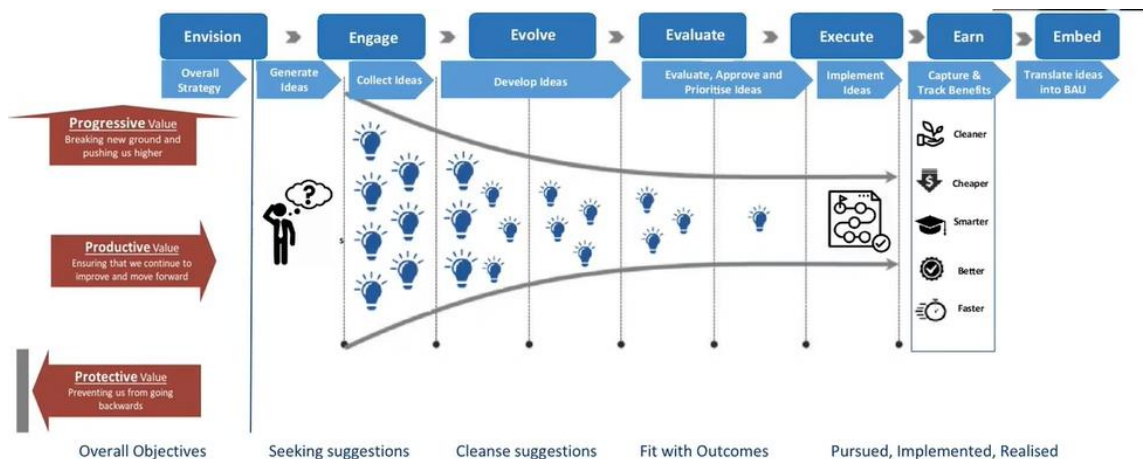 Envision
Engage
Evolve
Evaluate
Execute
Earn
Embed
Overall
Strategy
Generate
Ideas
Collect Ideas
Develop Ideas
Evaluate, Approve and
Prioritise Ideas
Implement
Ideas
Capture &
Track Benefits
Translate ideas
into BAU
Progressive Value
Breaking new ground and
pushing us higher
Productive Value
Ensuring that we continue to
improve and move forward
Protective Value
Preventing us from going
backwards
?
s
$
Cleaner
Cheaper
Smarter
Better
Faster
Overall Objectives
Seeking suggestions
Cleanse suggestions
Fit with Outcomes
Pursued, Implemented, Realised